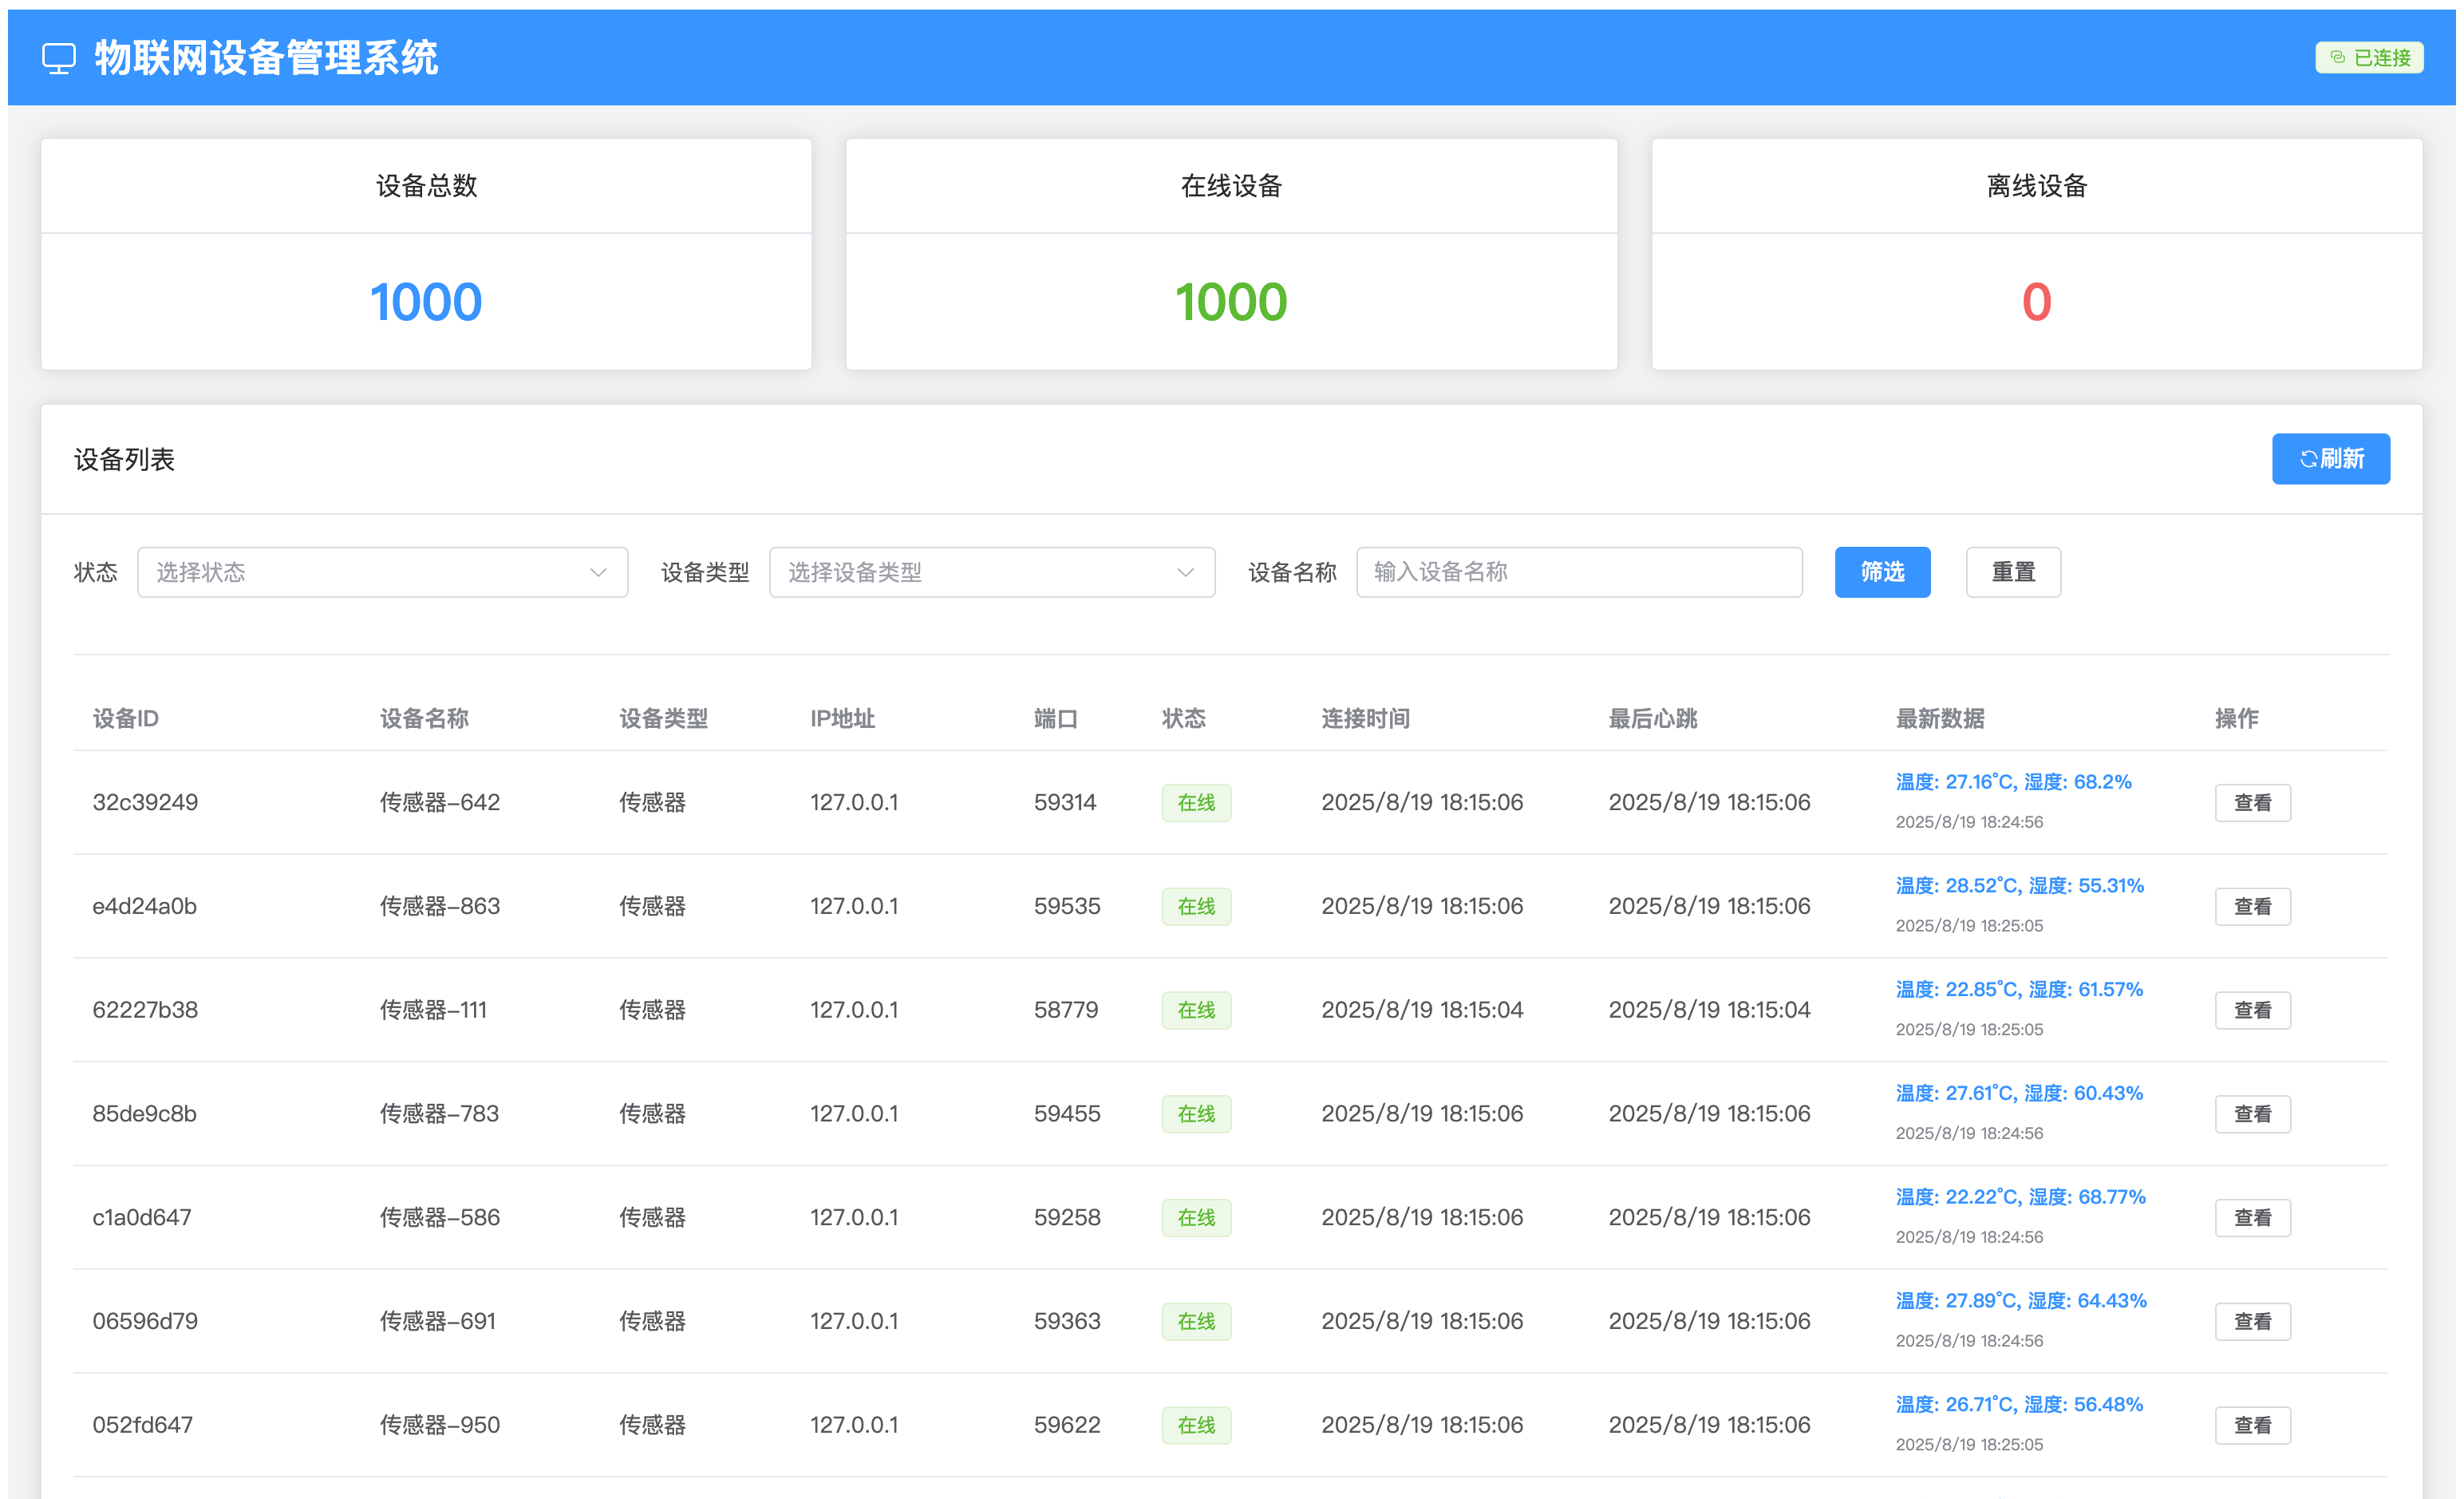 物联网设备管理系统
已连接
设备总数
在线设备
离线设备
1000
1000
0
设备列表
刷新
状态 选择状态 设备类型 选择设备类型 设备名称 输入设备名称 筛选 重置
设备ID 设备名称 设备类型 IP地址 端口 状态 连接时间 最后心跳 最新数据 操作
32c39249 传感器-642 传感器 127.0.0.1 59314 在线 2025/8/19 18:15:06 2025/8/19 18:15:06 温度: 27.16°C, 湿度: 68.2% 查看
2025/8/19 18:24:56
e4d24a0b 传感器-863 传感器 127.0.0.1 59535 在线 2025/8/19 18:15:06 2025/8/19 18:15:06 温度: 28.52°C, 湿度: 55.31% 查看
2025/8/19 18:25:05
62227b38 传感器-111 传感器 127.0.0.1 58779 在线 2025/8/19 18:15:04 2025/8/19 18:15:04 温度: 22.85°C, 湿度: 61.57% 查看
2025/8/19 18:25:05
85de9c8b 传感器-783 传感器 127.0.0.1 59455 在线 2025/8/19 18:15:06 2025/8/19 18:15:06 温度: 27.61°C, 湿度: 60.43% 查看
2025/8/19 18:24:56
c1a0d647 传感器-586 传感器 127.0.0.1 59258 在线 2025/8/19 18:15:06 2025/8/19 18:15:06 温度: 22.22°C, 湿度: 68.77% 查看
2025/8/19 18:24:56
06596d79 传感器-691 传感器 127.0.0.1 59363 在线 2025/8/19 18:15:06 2025/8/19 18:15:06 温度: 27.89°C, 湿度: 64.43% 查看
2025/8/19 18:24:56
052fd647 传感器-950 传感器 127.0.0.1 59622 在线 2025/8/19 18:15:06 2025/8/19 18:15:06 温度: 26.71°C, 湿度: 56.48% 查看
2025/8/19 18:25:05